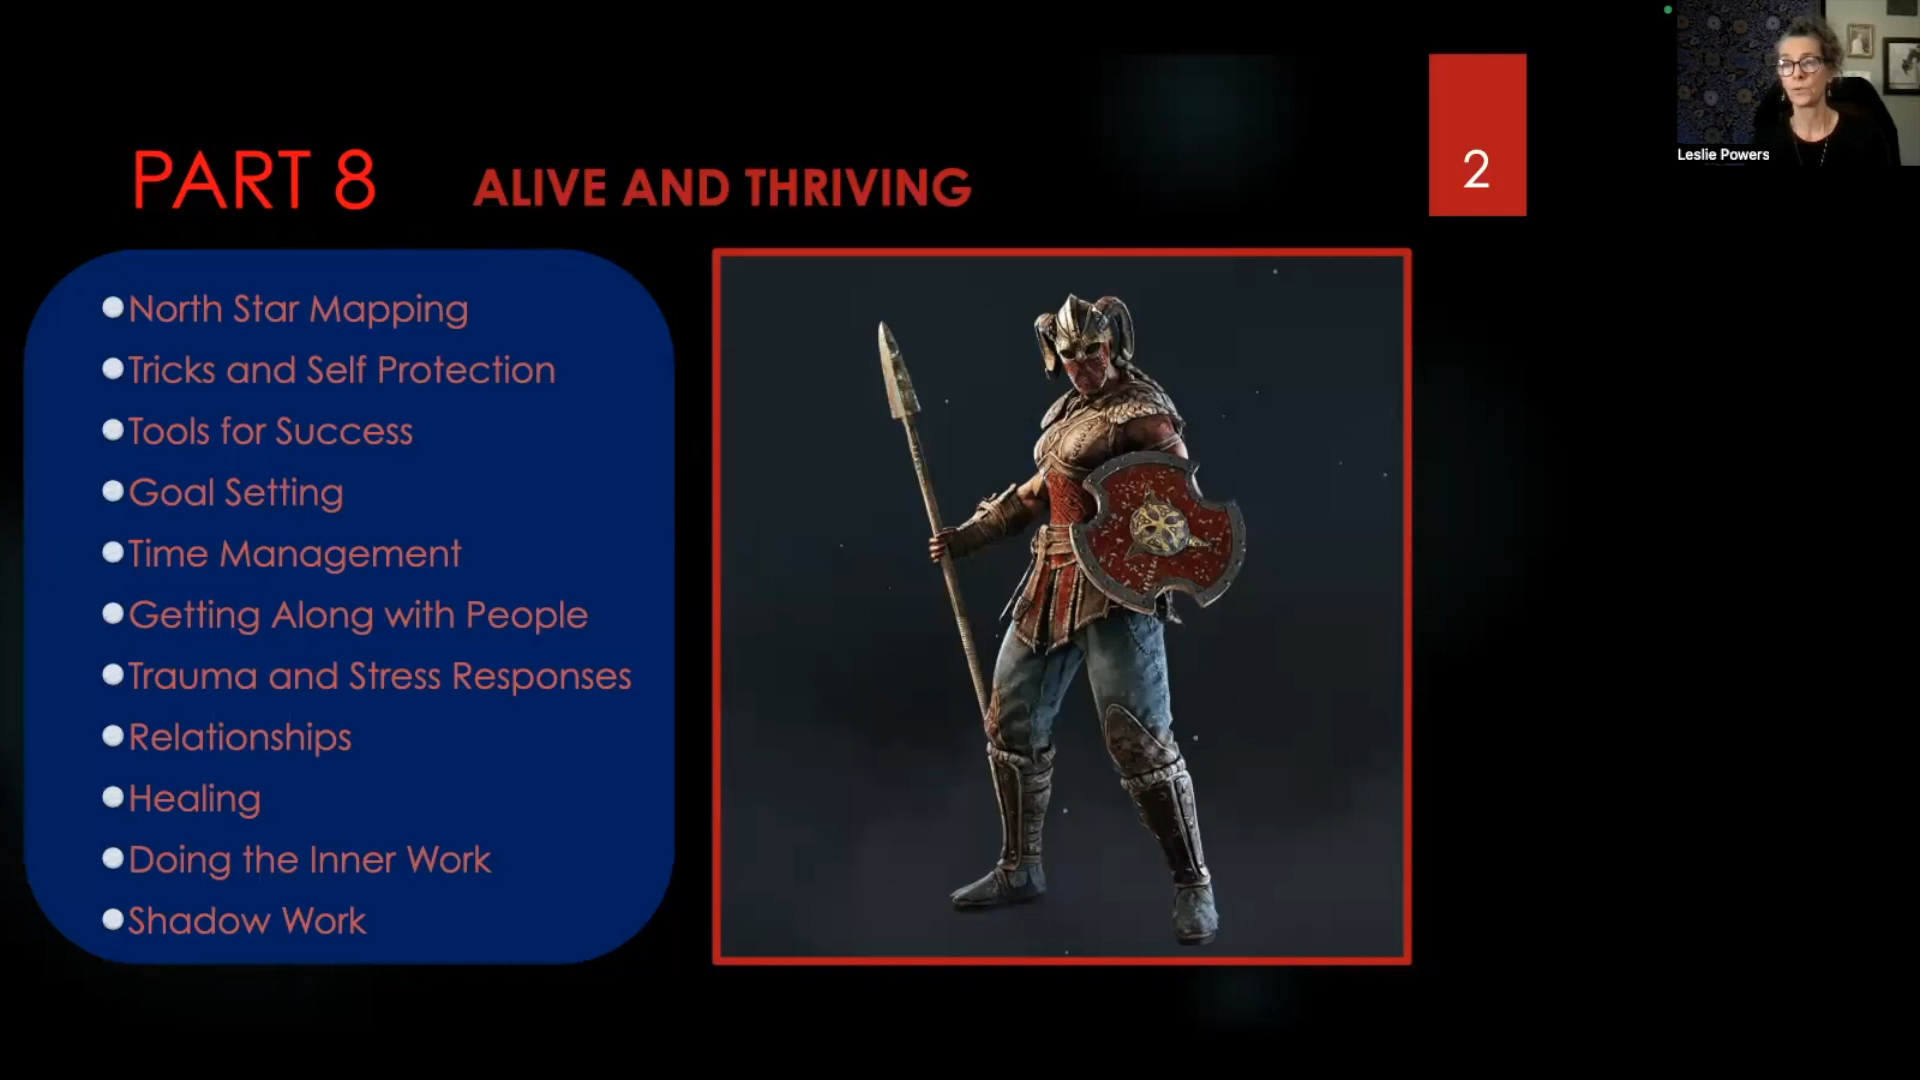 PART 8
ALIVE AND THRIVING
2
Leslie Powers
North Star Mapping
Tricks and Self Protection
Tools for Success
Goal Setting
Time Management
Getting Along with People
Trauma and Stress Responses
Relationships
Healing
Doing the Inner Work
Shadow Work